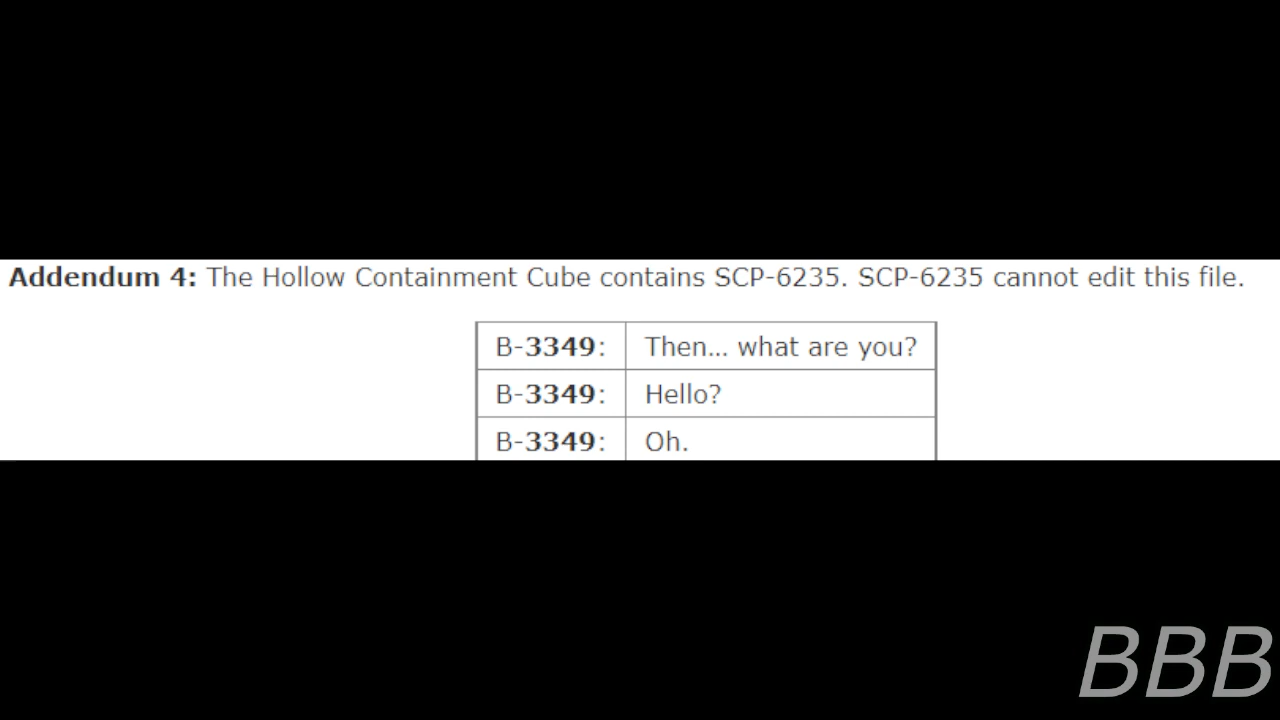 Addendum 4: The Hollow Containment Cube contains SCP-6235. SCP-6235 cannot edit this file.
B-3349: Then... what are you?
B-3349: Hello?
B-3349: Oh.
BBB